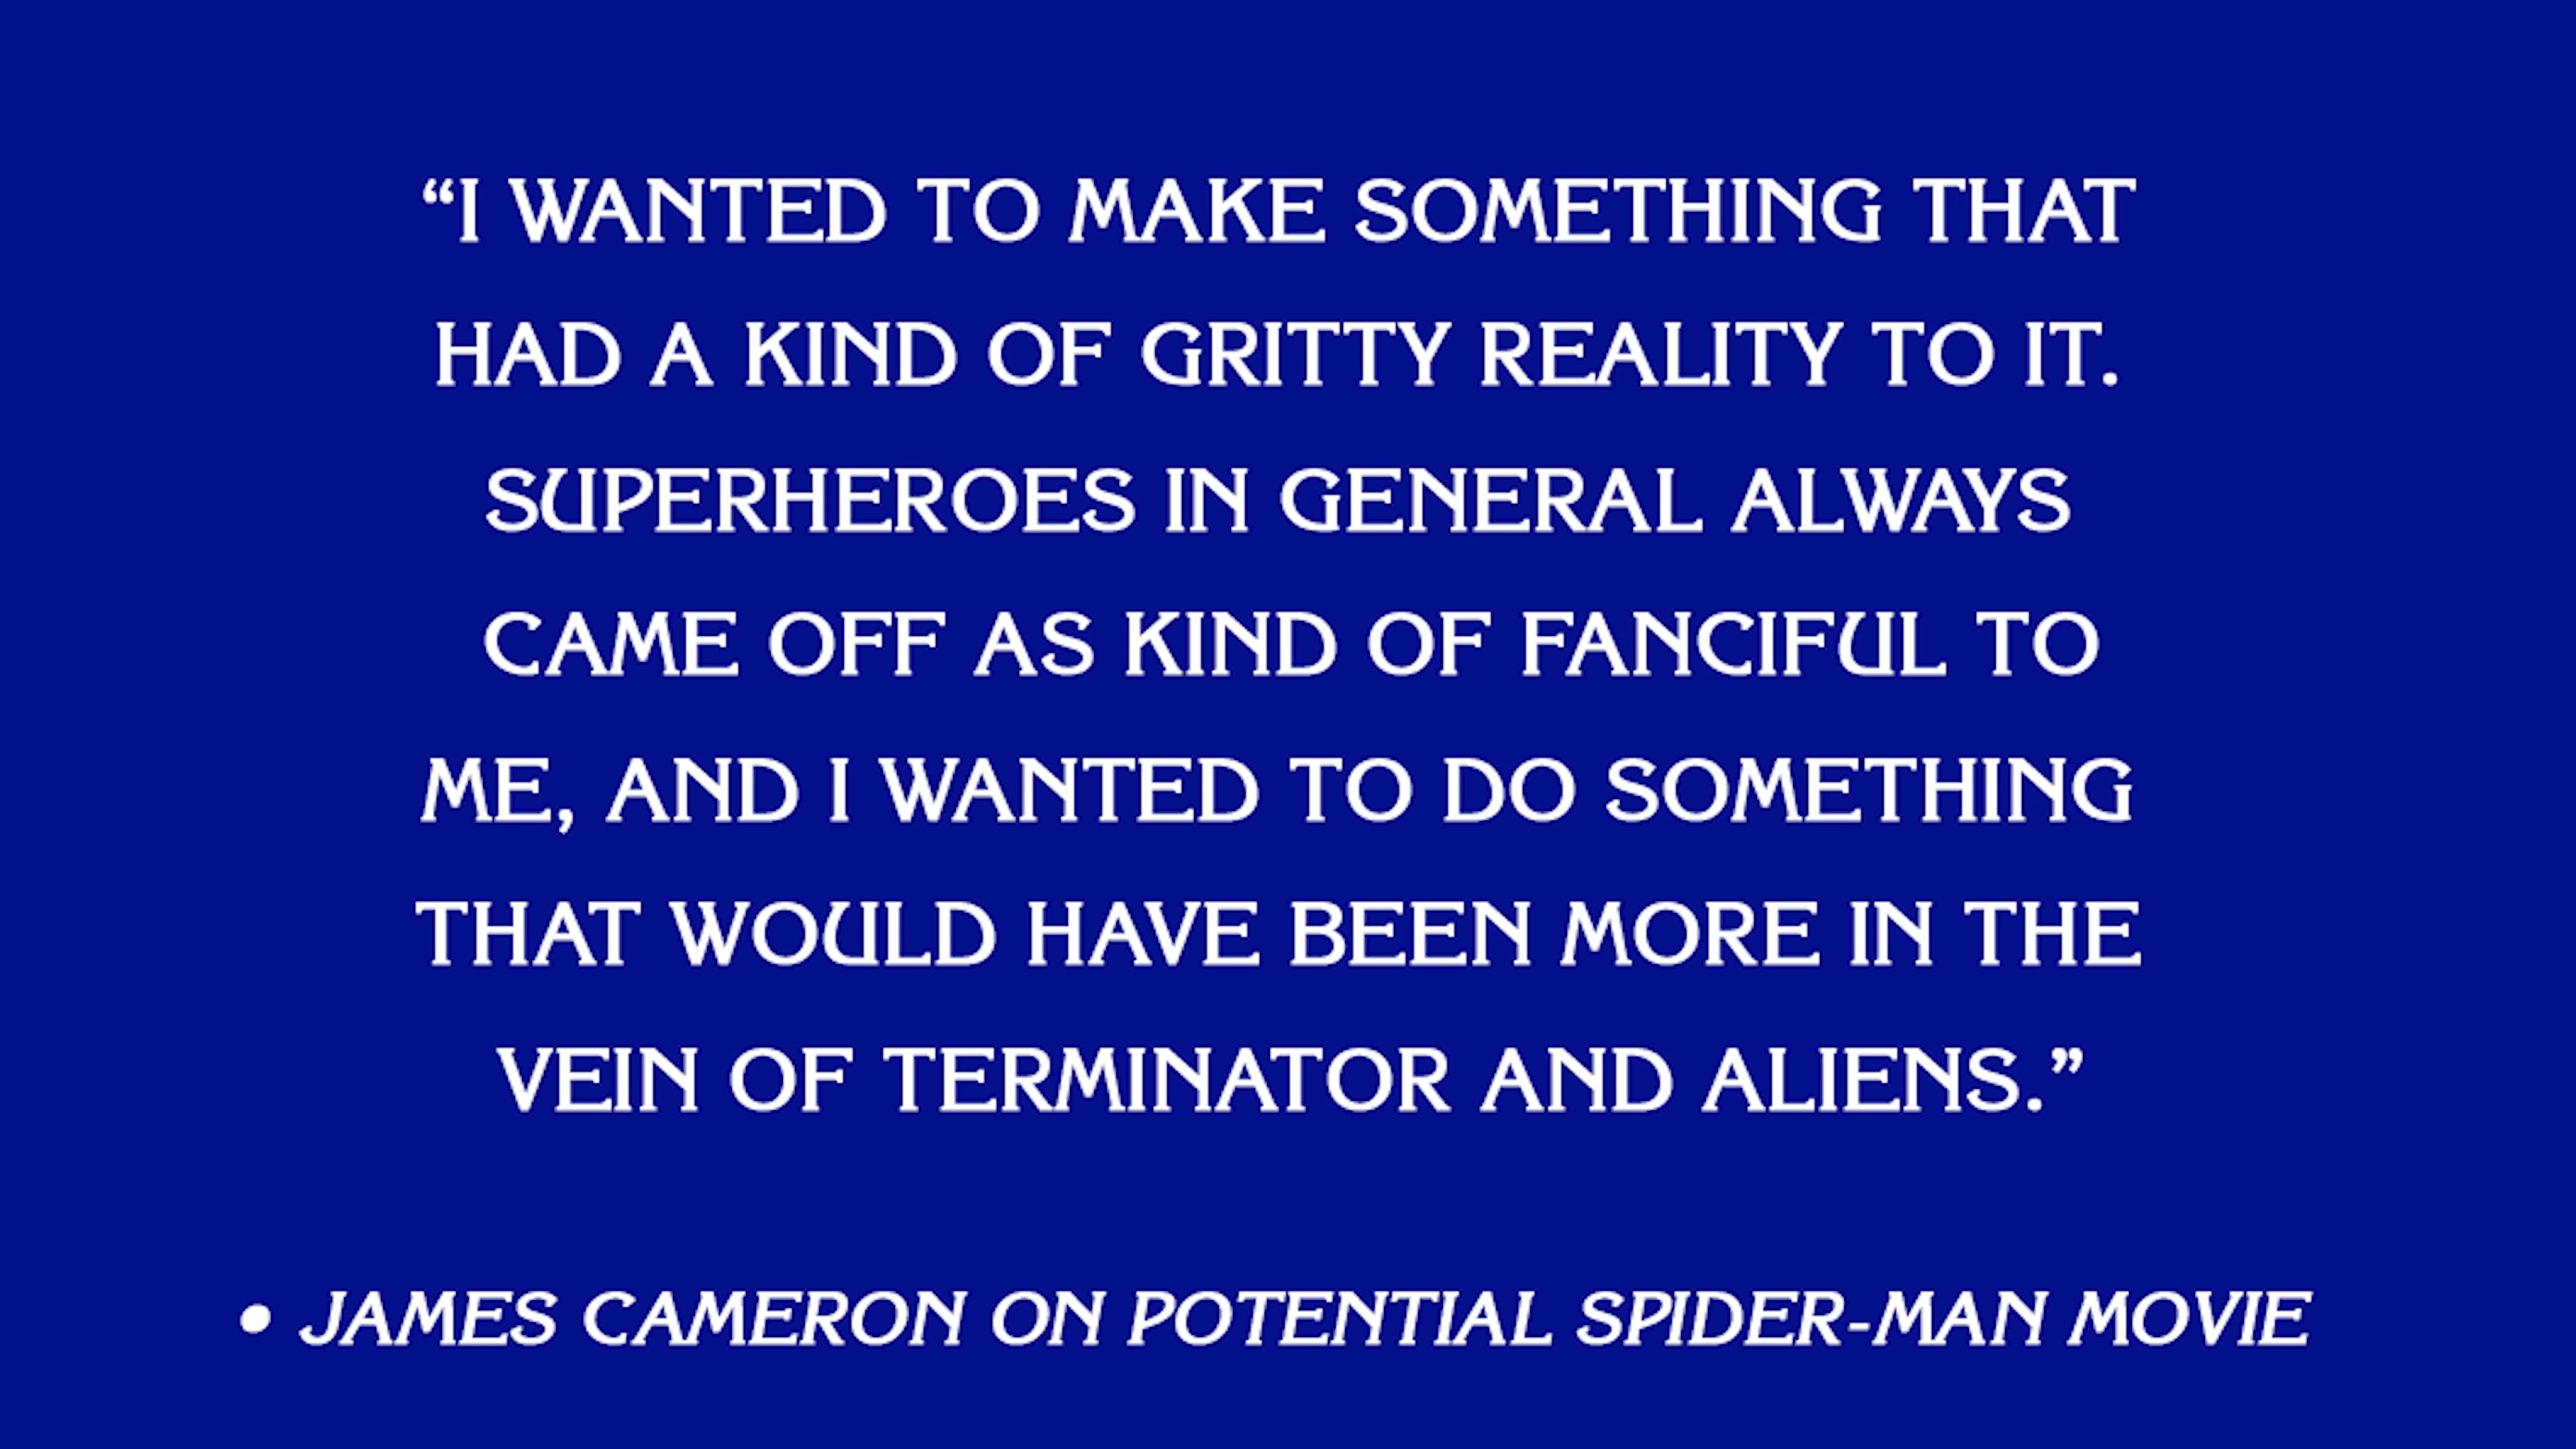 “I WANTED TO MAKE SOMETHING THAT
HAD A KIND OF GRITTY REALITY TO IT.
SUPERHEROES IN GENERAL ALWAYS
CAME OFF AS KIND OF FANCIFUL TO
ME, AND I WANTED TO DO SOMETHING
THAT WOULD HAVE BEEN MORE IN THE
VEIN OF TERMINATOR AND ALIENS.”
• JAMES CAMERON ON POTENTIAL SPIDER-MAN MOVIE